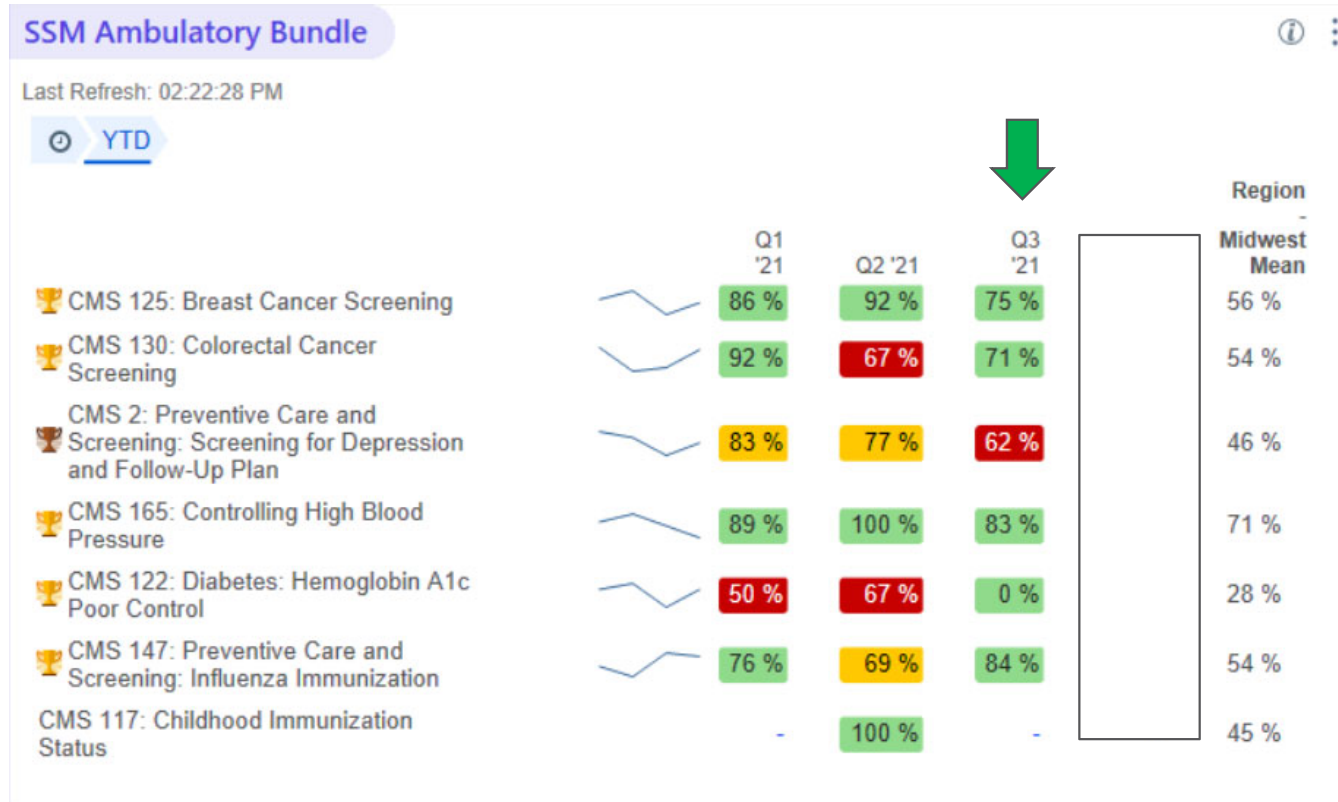 SSM Ambulatory Bundle
Last Refresh: 02:22:28 PM
YTD
Region
-
Q1 Q3 Midwest
'21 Q2 '21 '21 Mean
CMS 125: Breast Cancer Screening 86 % 92 % 75 % 56 %
CMS 130: Colorectal Cancer
Screening 92 % 67 % 71 % 54 %
CMS 2: Preventive Care and
Screening: Screening for Depression 83 % 77 % 62 % 46 %
and Follow-Up Plan
CMS 165: Controlling High Blood
Pressure 89 % 100 % 83 % 71 %
CMS 122: Diabetes: Hemoglobin A1c
Poor Control 50 % 67 % 0 % 28 %
CMS 147: Preventive Care and
Screening: Influenza Immunization 76 % 69 % 84 % 54 %
CMS 117: Childhood Immunization
Status - 100 % - 45 %